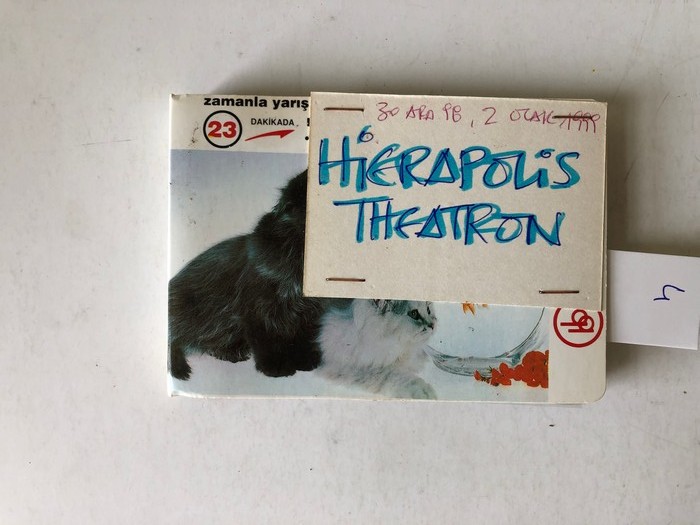 zamanla yarış
23
DAKİKADA
30 ARA 98, 2 OCAK 1999
6.
HİERAPOLİS
THEATRON